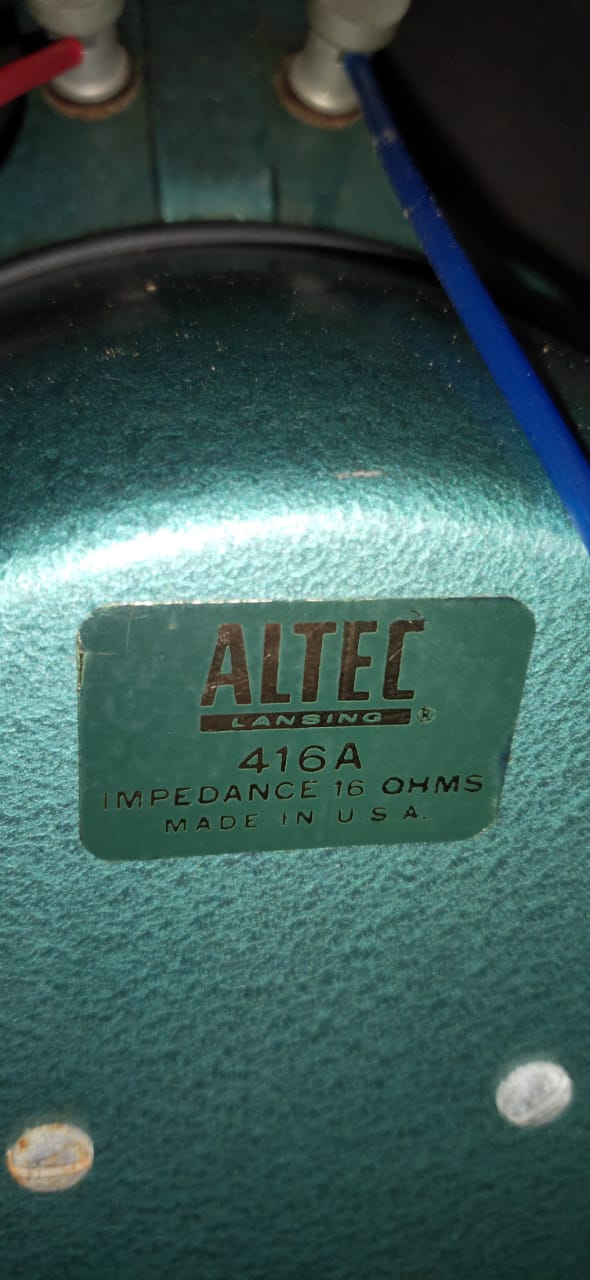 ALTEC
LANSING ®
416A
IMPEDANCE 16 OHMS
MADE IN U S A.